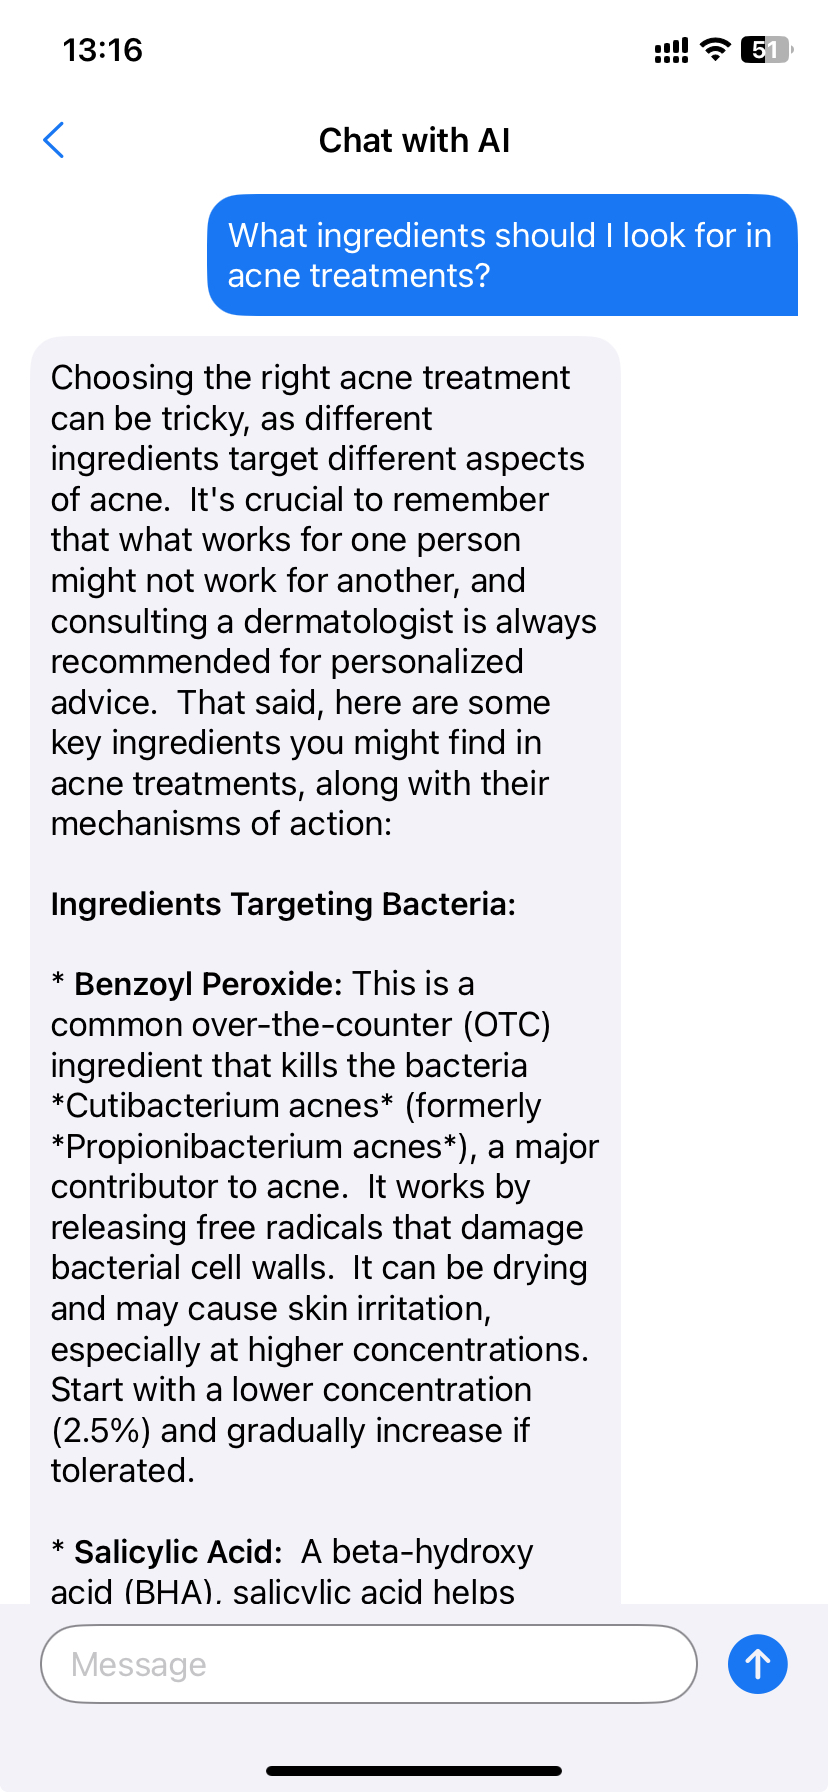 13:16
51
Chat with AI
What ingredients should I look for in
acne treatments?
Choosing the right acne treatment
can be tricky, as different
ingredients target different aspects
of acne.  It's crucial to remember
that what works for one person
might not work for another, and
consulting a dermatologist is always
recommended for personalized
advice.  That said, here are some
key ingredients you might find in
acne treatments, along with their
mechanisms of action:
Ingredients Targeting Bacteria:
* Benzoyl Peroxide: This is a
common over-the-counter (OTC)
ingredient that kills the bacteria
*Cutibacterium acnes* (formerly
*Propionibacterium acnes*), a major
contributor to acne.  It works by
releasing free radicals that damage
bacterial cell walls.  It can be drying
and may cause skin irritation,
especially at higher concentrations.
Start with a lower concentration
(2.5%) and gradually increase if
tolerated.
* Salicylic Acid:  A beta-hydroxy
acid (BHA), salicylic acid helps
Message